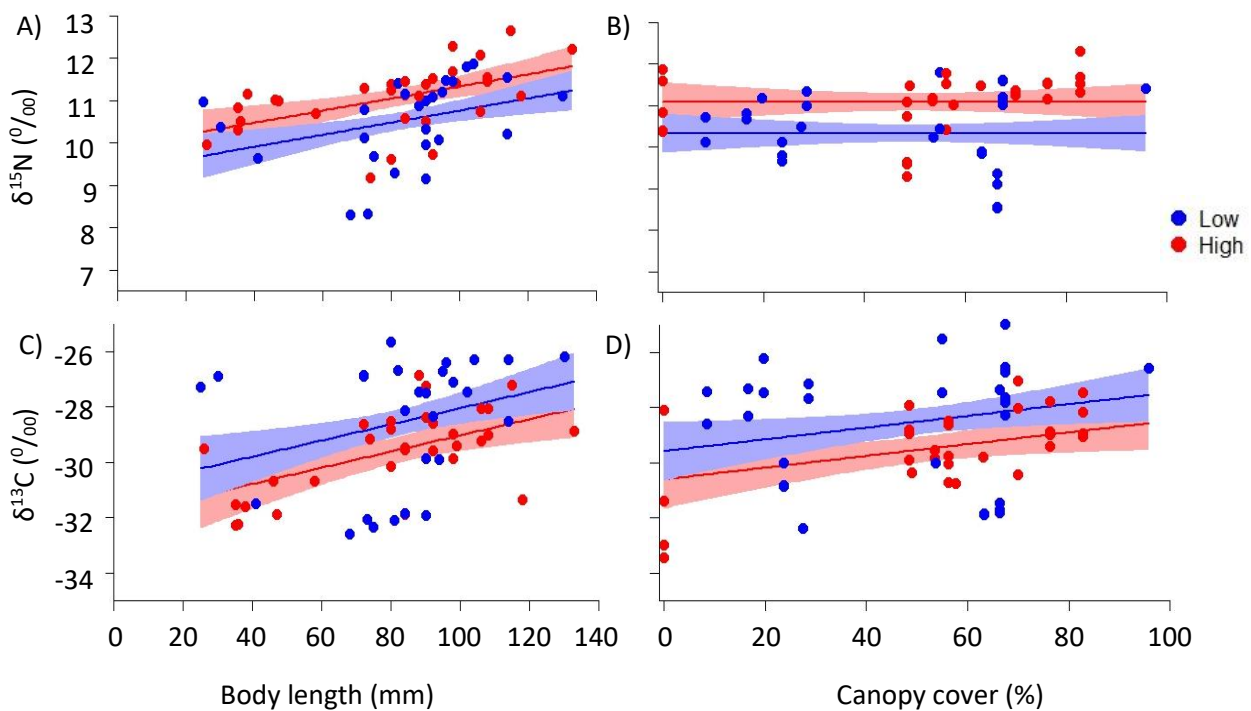 A)
B)
13
12
11
10
9
8
7
δ¹⁵N (⁰/₀₀)
Low
High
C)
D)
-26
-28
-30
-32
-34
δ¹³C (⁰/₀₀)
0 20 40 60 80 100 120 140
0 20 40 60 80 100
Body length (mm)
Canopy cover (%)